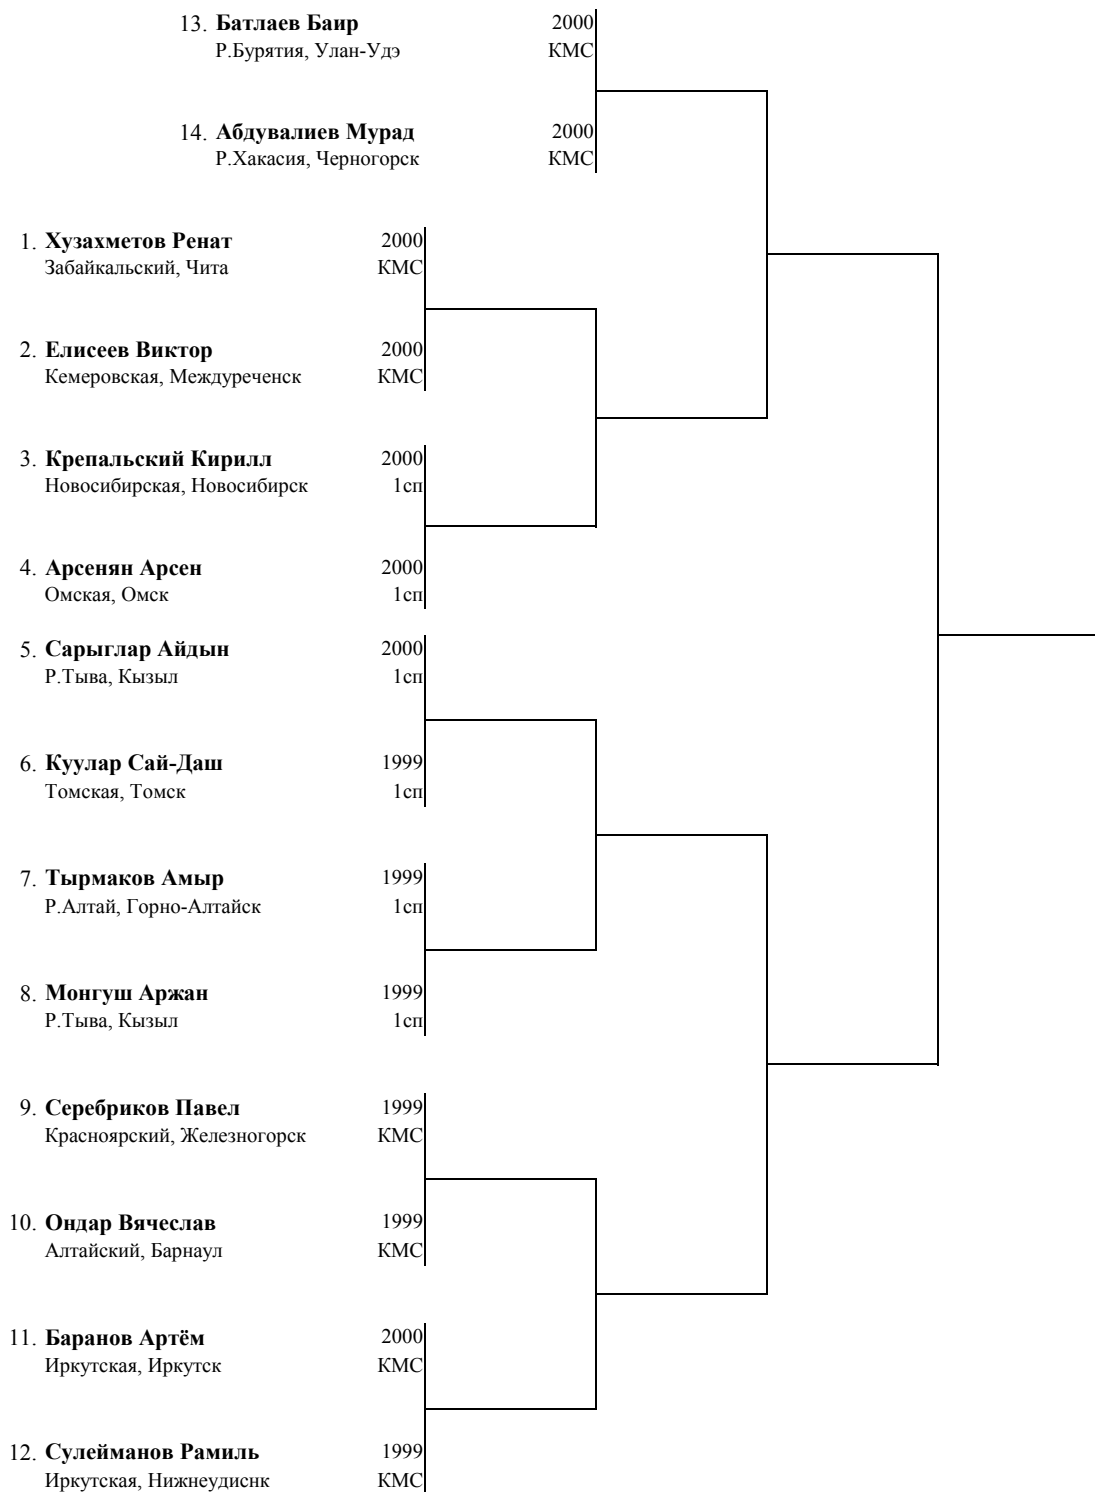 13. Батлаев Баир 2000
Р.Бурятия, Улан-Удэ КМС
14. Абдувалиев Мурад 2000
Р.Хакасия, Черногорск КМС
1. Хузахметов Ренат 2000
Забайкальский, Чита КМС
2. Елисеев Виктор 2000
Кемеровская, Междуреченск КМС
3. Крепальский Кирилл 2000
Новосибирская, Новосибирск 1сп
4. Арсенян Арсен 2000
Омская, Омск 1сп
5. Сарыглар Айдын 2000
Р.Тыва, Кызыл 1сп
6. Куулар Сай-Даш 1999
Томская, Томск 1сп
7. Тырмаков Амыр 1999
Р.Алтай, Горно-Алтайск 1сп
8. Монгуш Аржан 1999
Р.Тыва, Кызыл 1сп
9. Серебриков Павел 1999
Красноярский, Железногорск КМС
10. Ондар Вячеслав 1999
Алтайский, Барнаул КМС
11. Баранов Артём 2000
Иркутская, Иркутск КМС
12. Сулейманов Рамиль 1999
Иркутская, Нижнеудиснк КМС